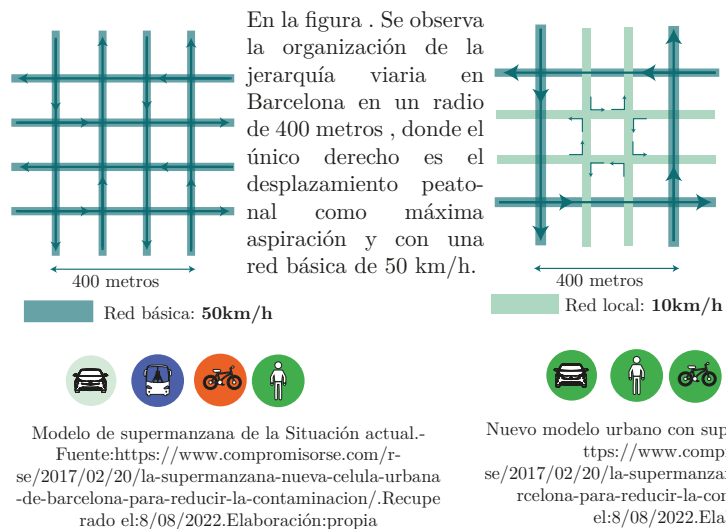 En la figura . Se observa
la organización de la
jerarquía viaria en
Barcelona en un radio
de 400 metros , donde el
único derecho es el
desplazamiento peato-
nal como máxima
aspiración y con una
red básica de 50 km/h.
400 metros
Red básica: 50km/h
Modelo de supermanzana de la Situación actual.-
Fuente:https://www.compromisorse.com/r-
se/2017/02/20/la-supermanzana-nueva-celula-urbana
-de-barcelona-para-reducir-la-contaminacion/.Recupe
rado el:8/08/2022.Elaboración:propia
400 metros
Red local: 10km/h
Nuevo modelo urbano con sup
ttps://www.comp
se/2017/02/20/la-supermanza
rcelona-para-reducir-la-co
el:8/08/2022.Ela